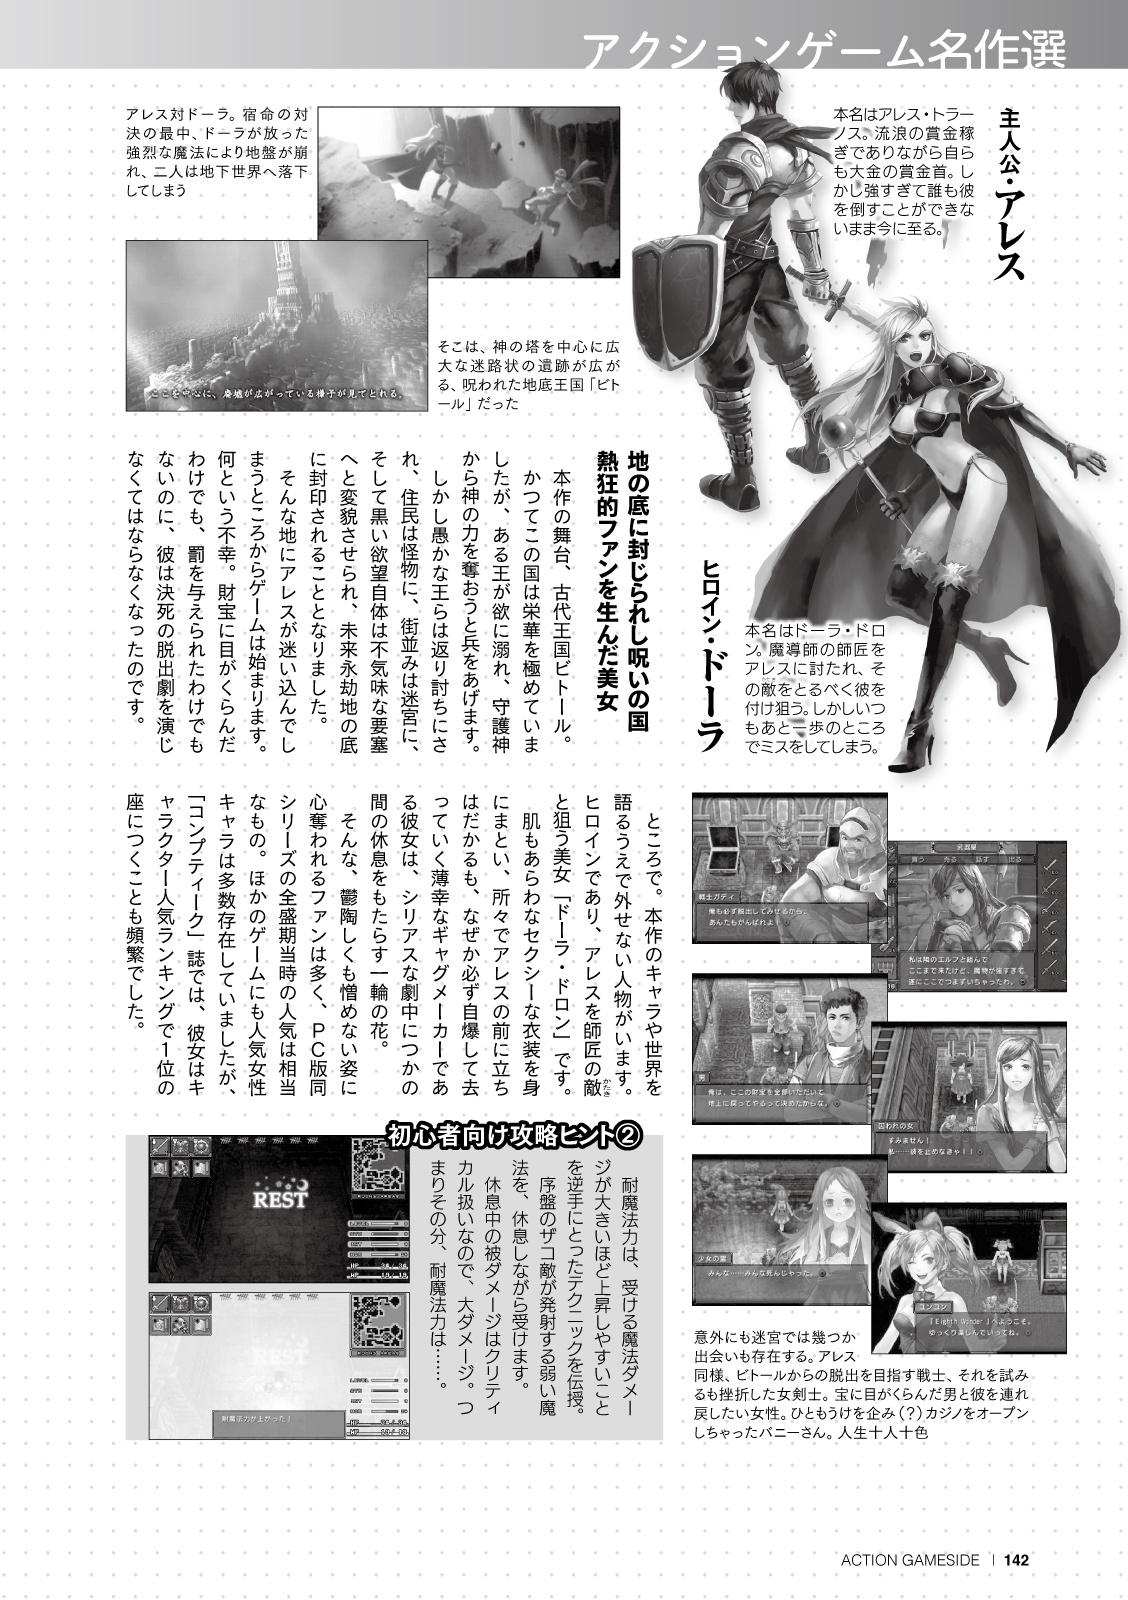 アクションゲーム名作選
主人公・アレス
本名はアレス・トラー
ノス。流浪の賞金稼
ぎでありながら自ら
も大金の賞金首。し
かし強すぎて誰も彼
を倒すことができな
いまま今に至る。
アレス対ドーラ。宿命の対
決の最中、ドーラが放った
強烈な魔法により地盤が崩
れ、二人は地下世界へ落下
してしまう
ここを中心に、廃墟が広がっている様子が見てとれる。
そこは、神の塔を中心に広
大な迷路状の遺跡が広が
る、呪われた地底王国「ビト
ール」だった
ヒロイン・ドーラ
本名はドーラ・ドロ
ン。魔導師の師匠を
アレスに討たれ、そ
の敵をとるべく彼を
付け狙う。しかしいつ
もあと一歩のところ
でミスをしてしまう。
地の底に封じられし呪いの国
熱狂的ファンを生んだ美女
本作の舞台、古代王国ビトール。
かつてこの国は栄華を極めていま
したが、ある王が欲に溺れ、守護神
から神の力を奪おうと兵をあげます。
しかし愚かな王らは返り討ちにさ
れ、住民は怪物に、街並みは迷宮に、
そして黒い欲望自体は不気味な要塞
へと変貌させられ、未来永劫地の底
に封印されることとなりました。
そんな地にアレスが迷い込んでし
まうところからゲームは始まります。
何という不幸。財宝に目がくらんだ
わけでも、罰を与えられたわけでも
ないのに、彼は決死の脱出劇を演じ
なくてはならなくなったのです。
ところで。本作のキャラや世界を
語るうえで外せない人物がいます。
ヒロインであり、アレスを師匠の敵
かたき
と狙う美女「ドーラ・ドロン」です。
肌もあらわなセクシーな衣装を身
にまとい、所々でアレスの前に立ち
はだかるも、なぜか必ず自爆して去
っていく薄幸なギャグメーカーであ
る彼女は、シリアスな劇中につかの
間の休息をもたらす一輪の花。
そんな、鬱陶しくも憎めない姿に
心奪われるファンは多く、ＰＣ版同
シリーズの全盛期当時の人気は相当
なもの。ほかのゲームにも人気女性
キャラは多数存在していましたが、
「コンプティーク」誌では、彼女はキ
ャラクター人気ランキングで１位の
座につくことも頻繁でした。
戦士ガディ
俺も必ず脱出してみせるから、
あんたもがんばれよ！
武器屋
買う 売る 話す 出る
私は隣のエルフと組んで
ここまで来たけど、魔物が強すぎて
遂にここでつまずいちゃったわ。
男
俺は、ここの財宝を全部いただいて
地上に戻ってやるって決めたからな。
囚われの女
すみません！
私……彼を止めなきゃ！！
少女の霊
みんな……みんな死んじゃった。
ユンユン
『Eighth Wonder』へようこそ。
ゆっくり楽しんでいってね。
意外にも迷宮では幾つか
出会いも存在する。アレス
同様、ビトールからの脱出を目指す戦士、それを試み
るも挫折した女剣士。宝に目がくらんだ男と彼を連れ
戻したい女性。ひともうけを企み（？）カジノをオープン
しちゃったバニーさん。人生十人十色
初心者向け攻略ヒント②
耐魔法力は、受ける魔法ダメー
ジが大きいほど上昇しやすいこと
を逆手にとったテクニックを伝授。
序盤のザコ敵が発射する弱い魔
法を、休息しながら受けます。
休息中の被ダメージはクリティ
カル扱いなので、大ダメージ。つ
まりその分、耐魔法力は……。
REST
REST
耐魔法力が上がった！
ACTION GAMESIDE | 142